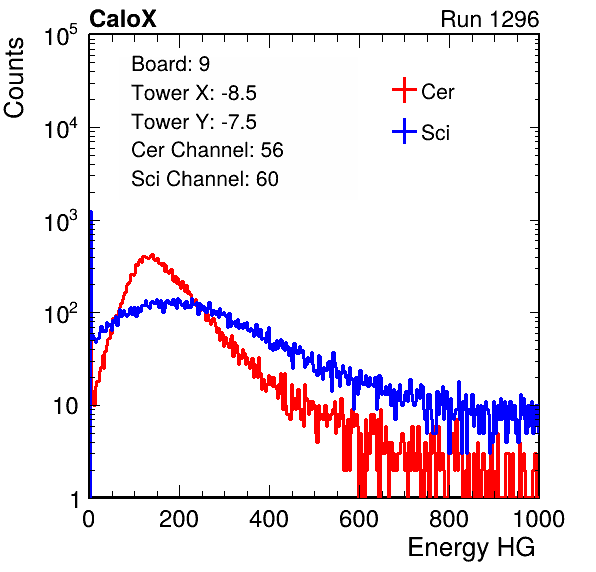 CaloX Run 1296
Counts
Board: 9
Tower X: -8.5
Tower Y: -7.5
Cer Channel: 56
Sci Channel: 60
Cer
Sci
10^5
10^4
10^3
10^2
10
1
0 200 400 600 800 1000
Energy HG